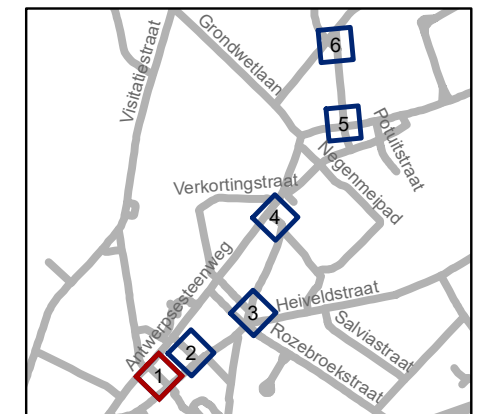 Grondwetlaan
Visitatiestraat
6
5
Potuitstraat
Negenmeipad
Verkortingstraat
4
Antwerpsesteenweg
Heiveldstraat
3
Salviastraat
Rozebroekstraat
2
1